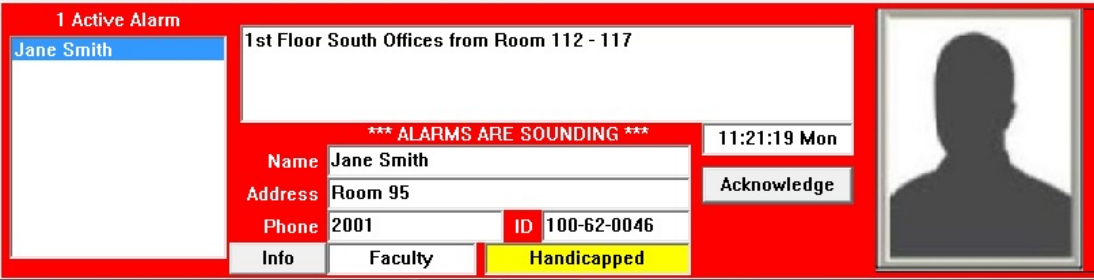 1 Active Alarm
Jane Smith
1st Floor South Offices from Room 112 - 117
*** ALARMS ARE SOUNDING ***
11:21:19 Mon
Name Jane Smith
Address Room 95
Acknowledge
Phone 2001 ID 100-62-0046
Info Faculty Handicapped